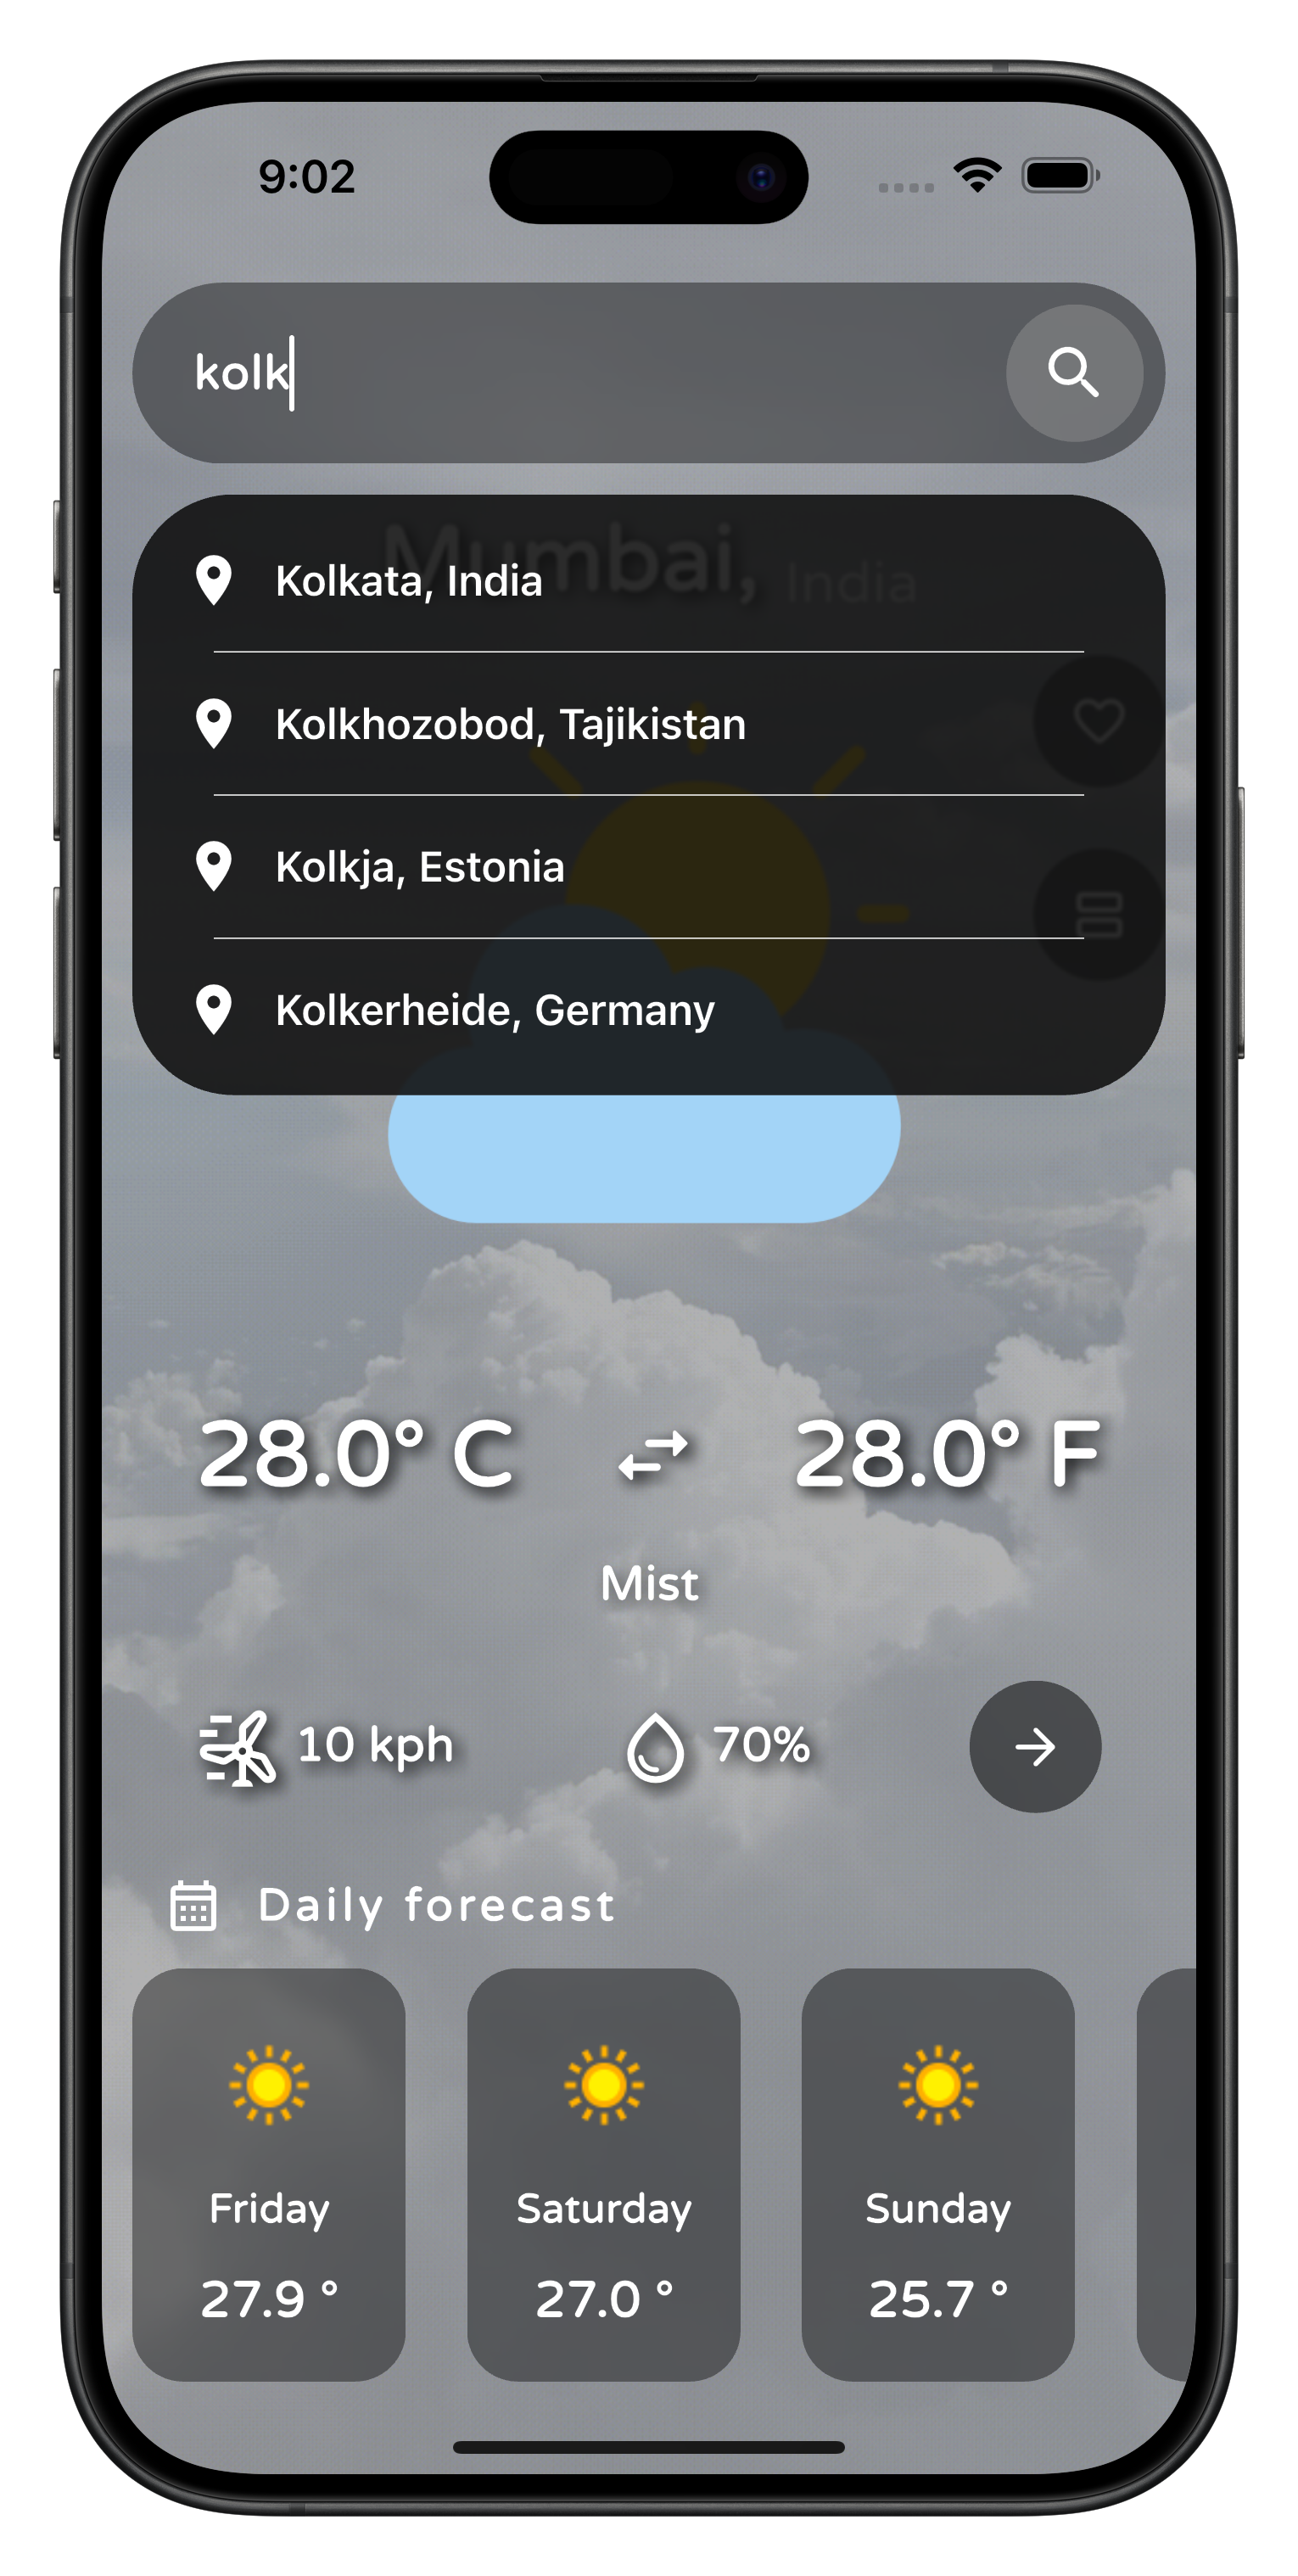 9:02
kolk
Mumbai, India
Kolkata, India
Kolkhozobod, Tajikistan
Kolkja, Estonia
Kolkerheide, Germany
28.0° C 28.0° F
Mist
10 kph 70%
Daily forecast
Friday Saturday Sunday
27.9 ° 27.0 ° 25.7 °